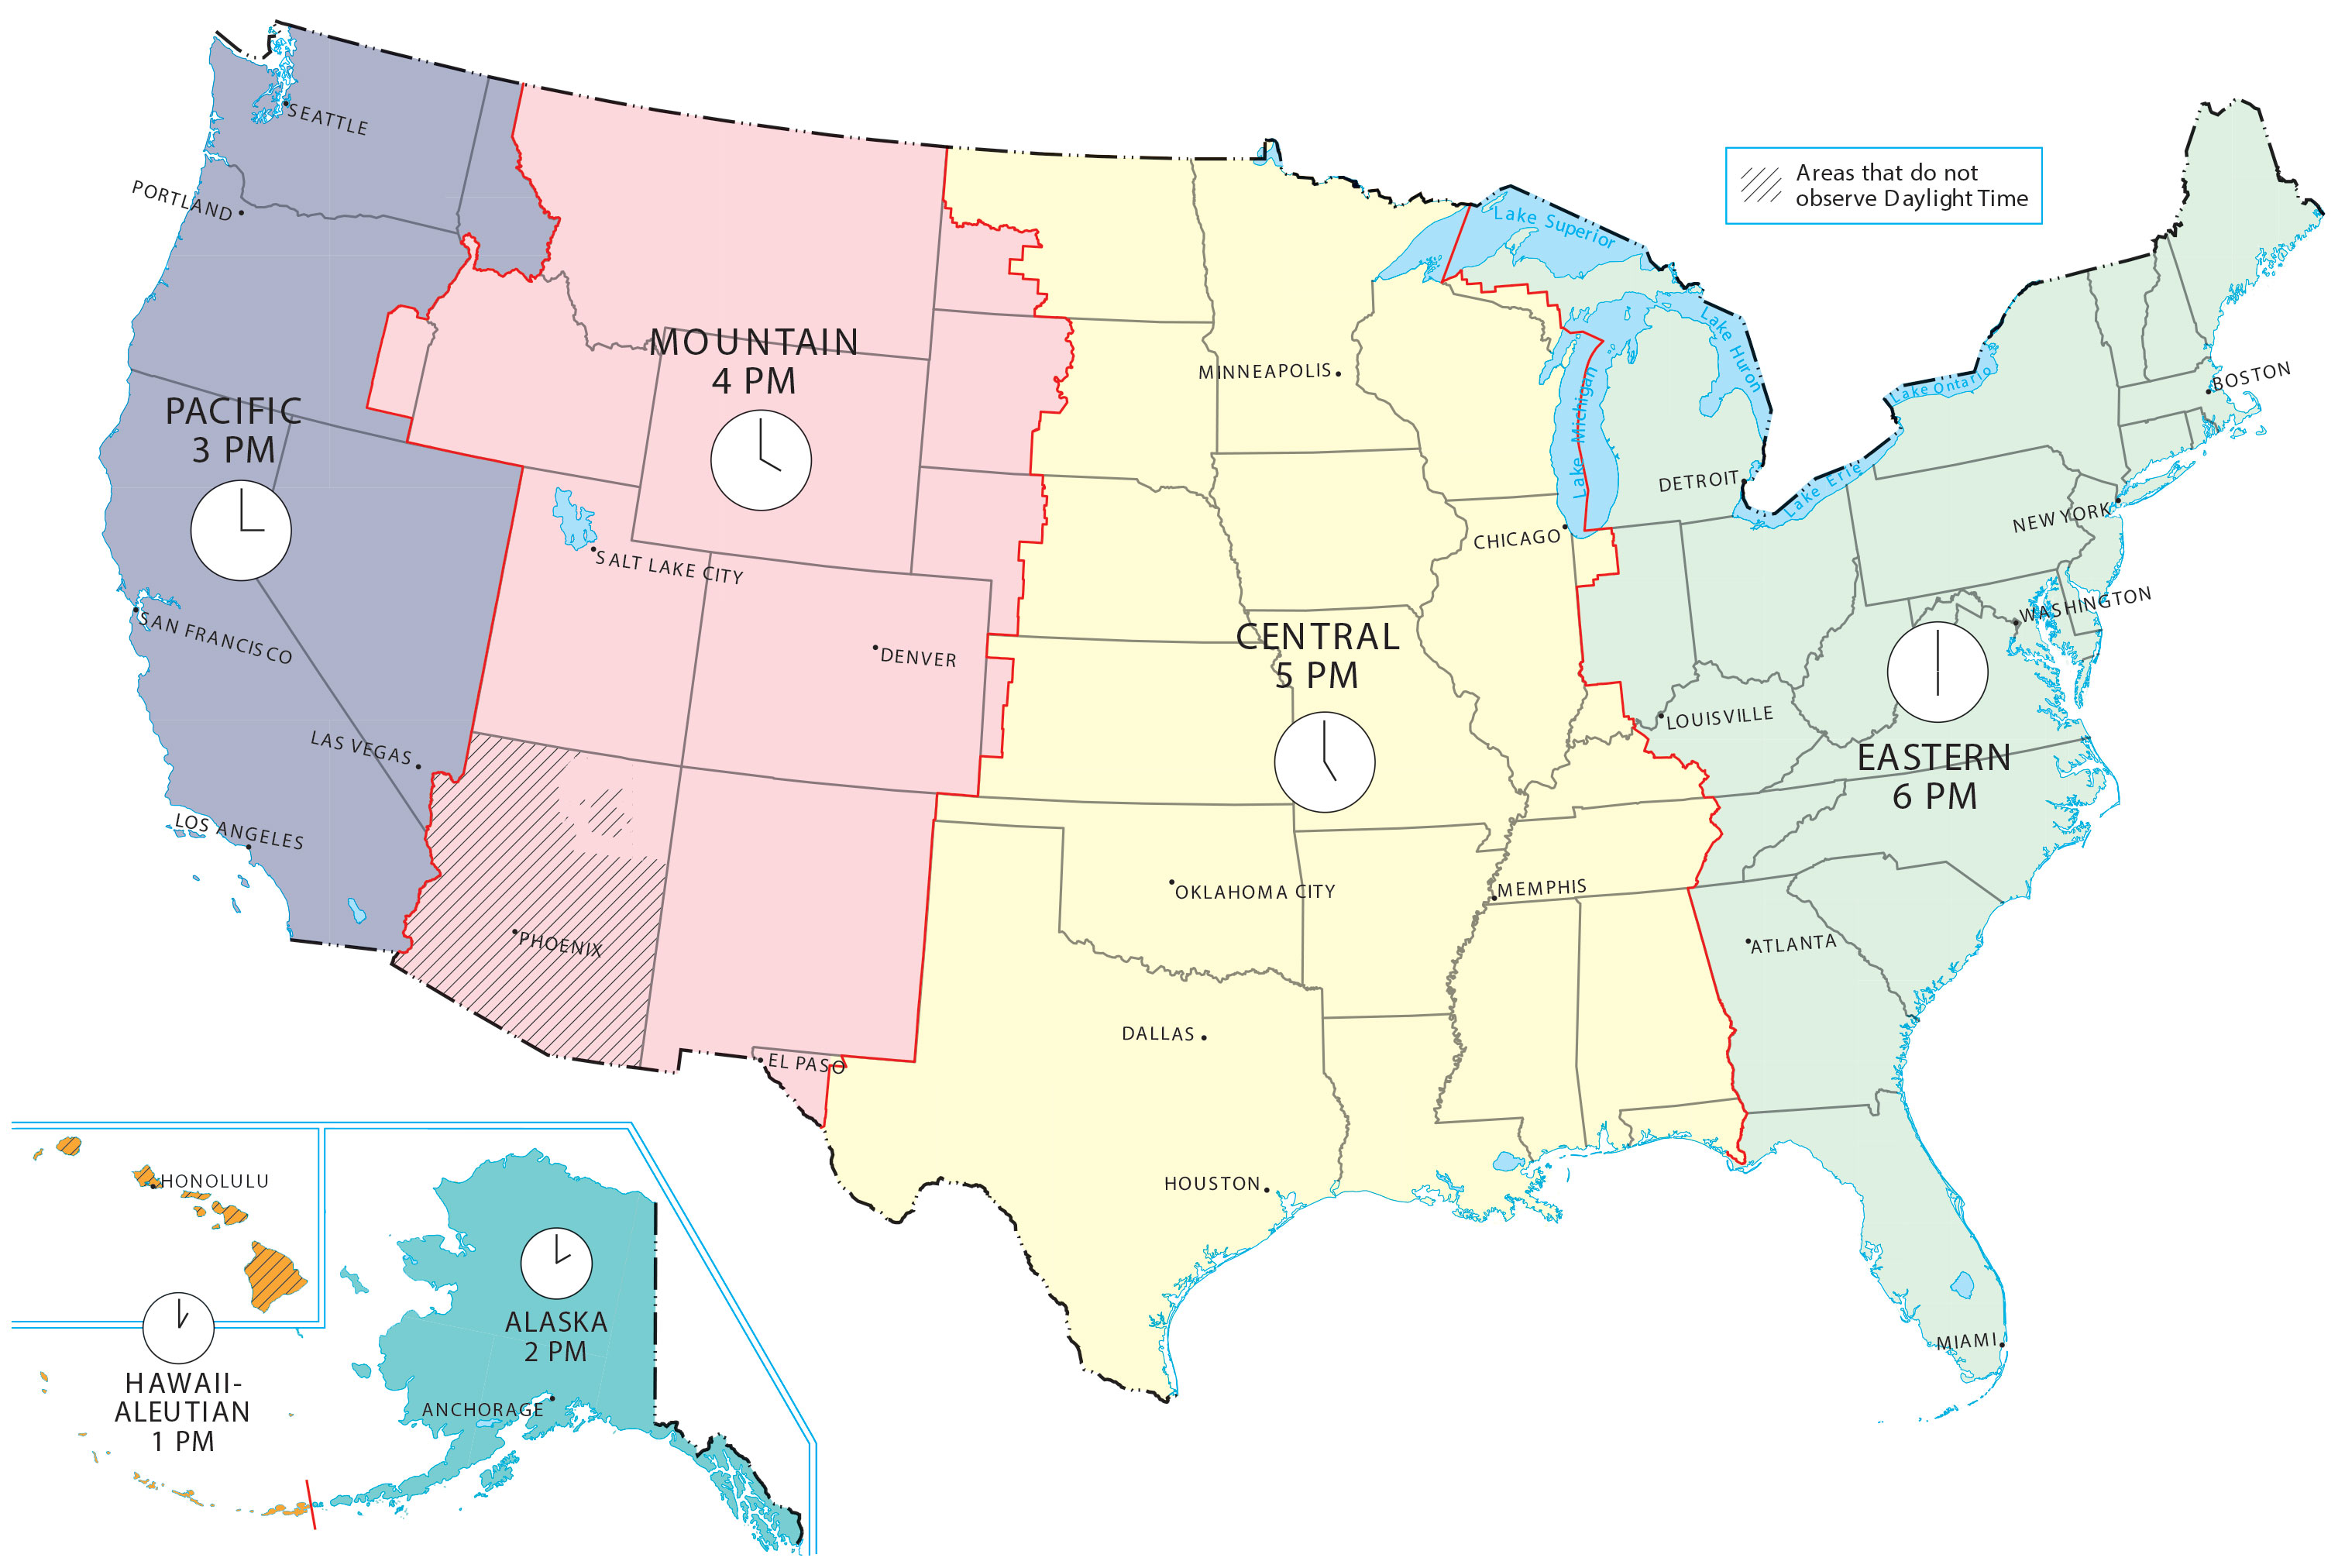 SEATTLE
PORTLAND
Areas that do not
observe Daylight Time
Lake Superior
MOUNTAIN
4 PM
Lake Huron
MINNEAPOLIS
Lake Michigan
Lake Ontario
BOSTON
PACIFIC
3 PM
DETROIT
Lake Erie
NEW YORK
CHICAGO
SALT LAKE CITY
WASHINGTON
SAN FRANCISCO
DENVER
CENTRAL
5 PM
LOUISVILLE
LAS VEGAS
EASTERN
6 PM
LOS ANGELES
OKLAHOMA CITY
MEMPHIS
PHOENIX
ATLANTA
DALLAS
EL PASO
HONOLULU
HOUSTON
ALASKA
2 PM
MIAMI
HAWAII-
ALEUTIAN
1 PM
ANCHORAGE